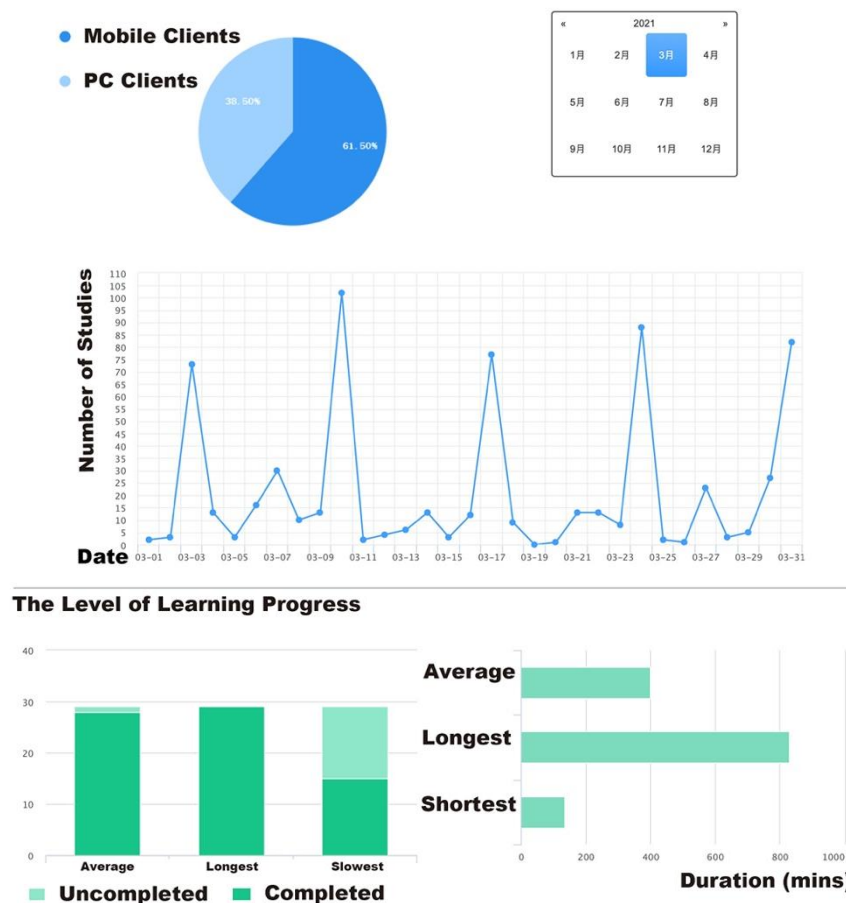 Mobile Clients
PC Clients
38.50%
61.50%
« 2021 »
1月 2月 3月 4月
5月 6月 7月 8月
9月 10月 11月 12月
Number of Studies
110
105
100
95
90
85
80
75
70
65
60
55
50
45
40
35
30
25
20
15
10
5
0
Date
03-01 03-03 03-05 03-07 03-09 03-11 03-13 03-15 03-17 03-19 03-21 03-23 03-25 03-27 03-29 03-31
The Level of Learning Progress
40
30
20
10
0
Average Longest Slowest
Uncompleted Completed
Average
Longest
Shortest
0 200 400 600 800 1000
Duration (mins)